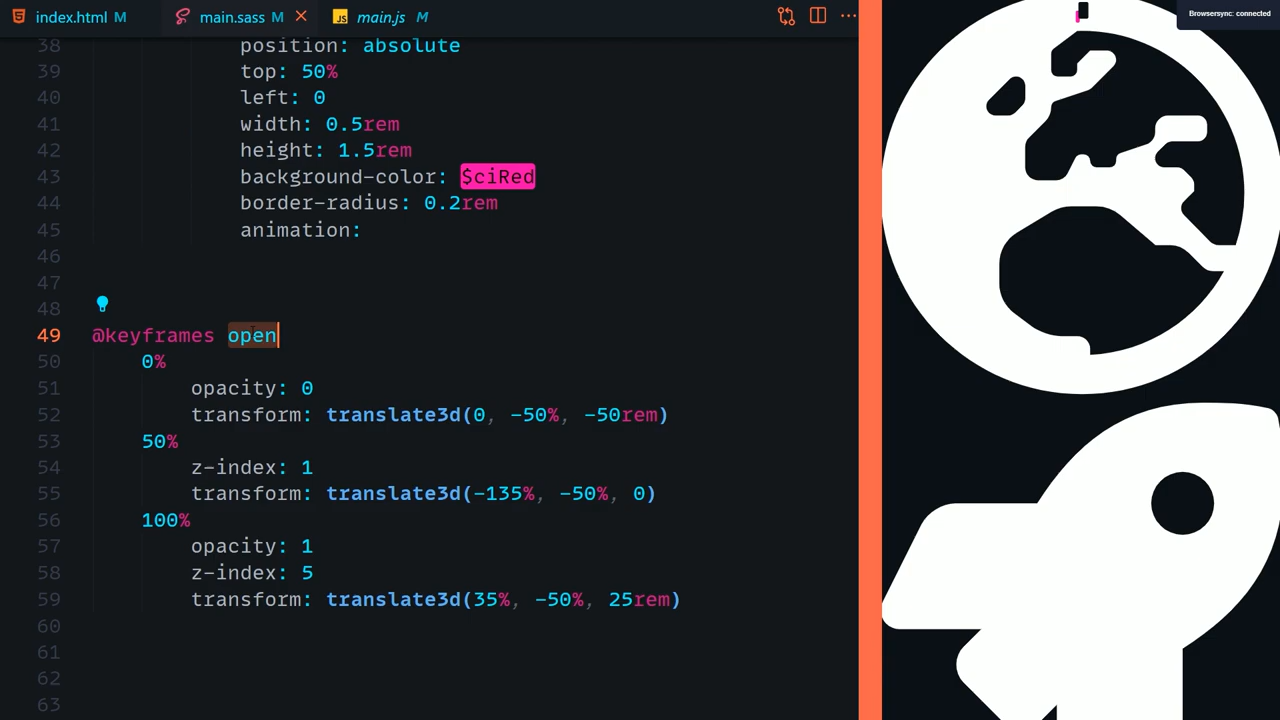 index.html M
main.sass M
main.js M
Browsersync: connected
38 position: absolute
39 top: 50%
40 left: 0
41 width: 0.5rem
42 height: 1.5rem
43 background-color: $ciRed
44 border-radius: 0.2rem
45 animation:
46
47
48
49 @keyframes open
50 0%
51 opacity: 0
52 transform: translate3d(0, -50%, -50rem)
53 50%
54 z-index: 1
55 transform: translate3d(-135%, -50%, 0)
56 100%
57 opacity: 1
58 z-index: 5
59 transform: translate3d(35%, -50%, 25rem)
60
61
62
63